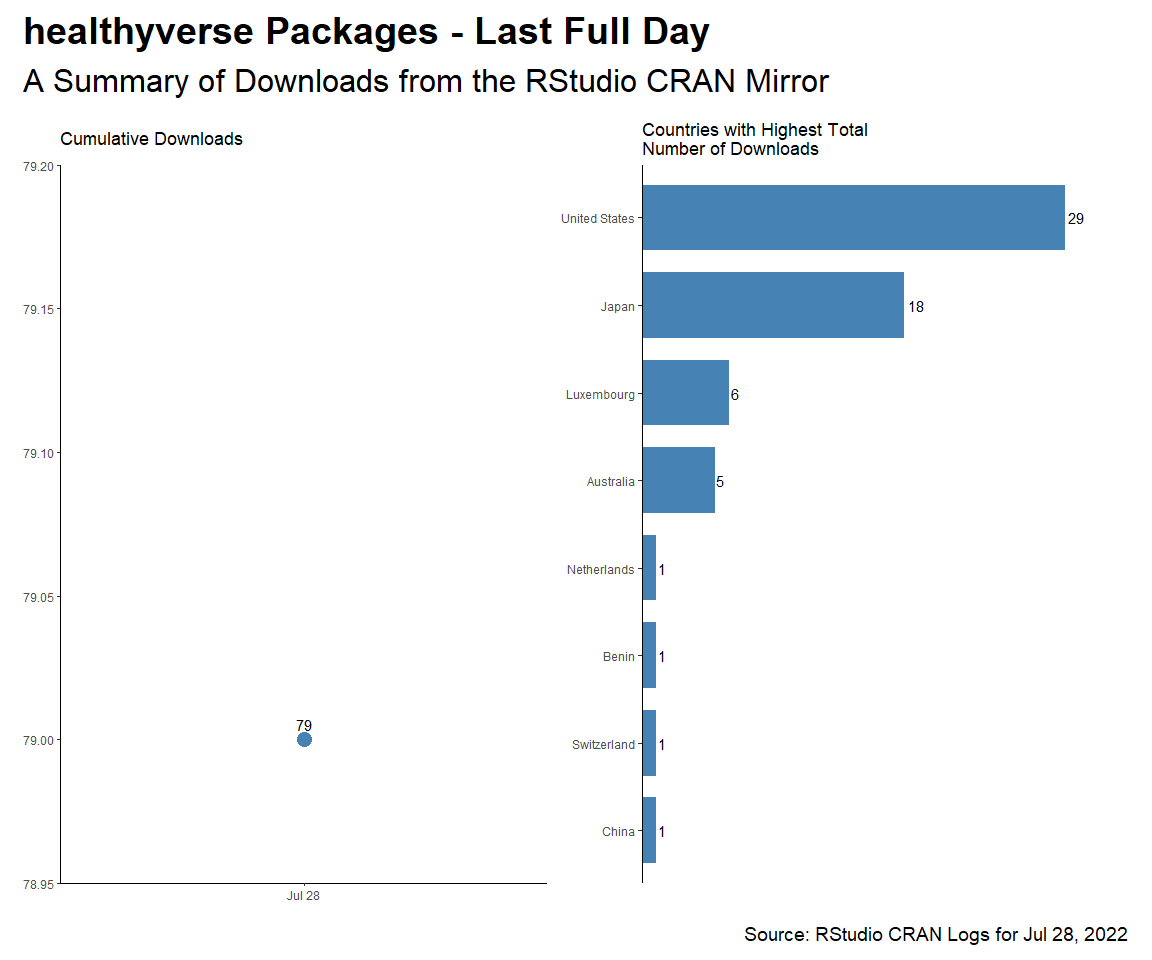 healthyverse Packages - Last Full Day
A Summary of Downloads from the RStudio CRAN Mirror
Cumulative Downloads
79.20
79.15
79.10
79.05
79.00
78.95
79
Jul 28
Countries with Highest Total
Number of Downloads
United States 29
Japan 18
Luxembourg 6
Australia 5
Netherlands 1
Benin 1
Switzerland 1
China 1
Source: RStudio CRAN Logs for Jul 28, 2022